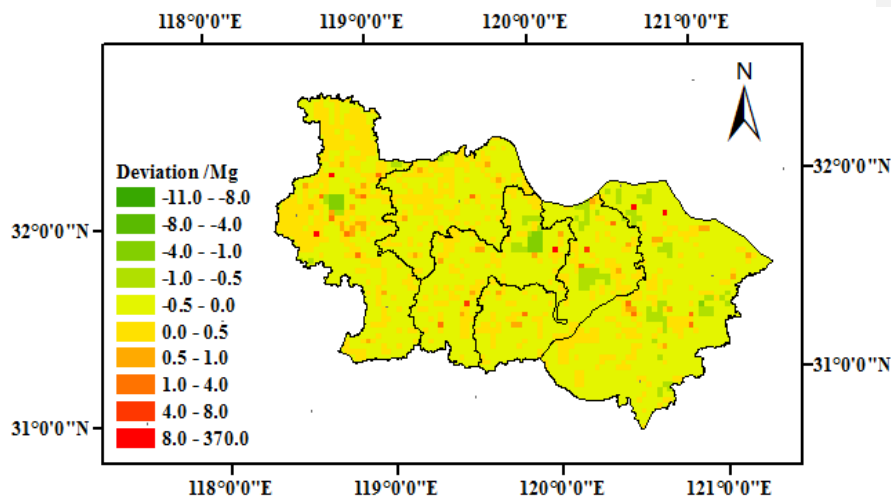 118°0'0"E 119°0'0"E 120°0'0"E 121°0'0"E
N
Deviation /Mg
-11.0 - -8.0
-8.0 - -4.0
-4.0 - -1.0
-1.0 - -0.5
-0.5 - 0.0
0.0 - 0.5
0.5 - 1.0
1.0 - 4.0
4.0 - 8.0
8.0 - 370.0
32°0'0"N
31°0'0"N
32°0'0"N
31°0'0"N
118°0'0"E 119°0'0"E 120°0'0"E 121°0'0"E